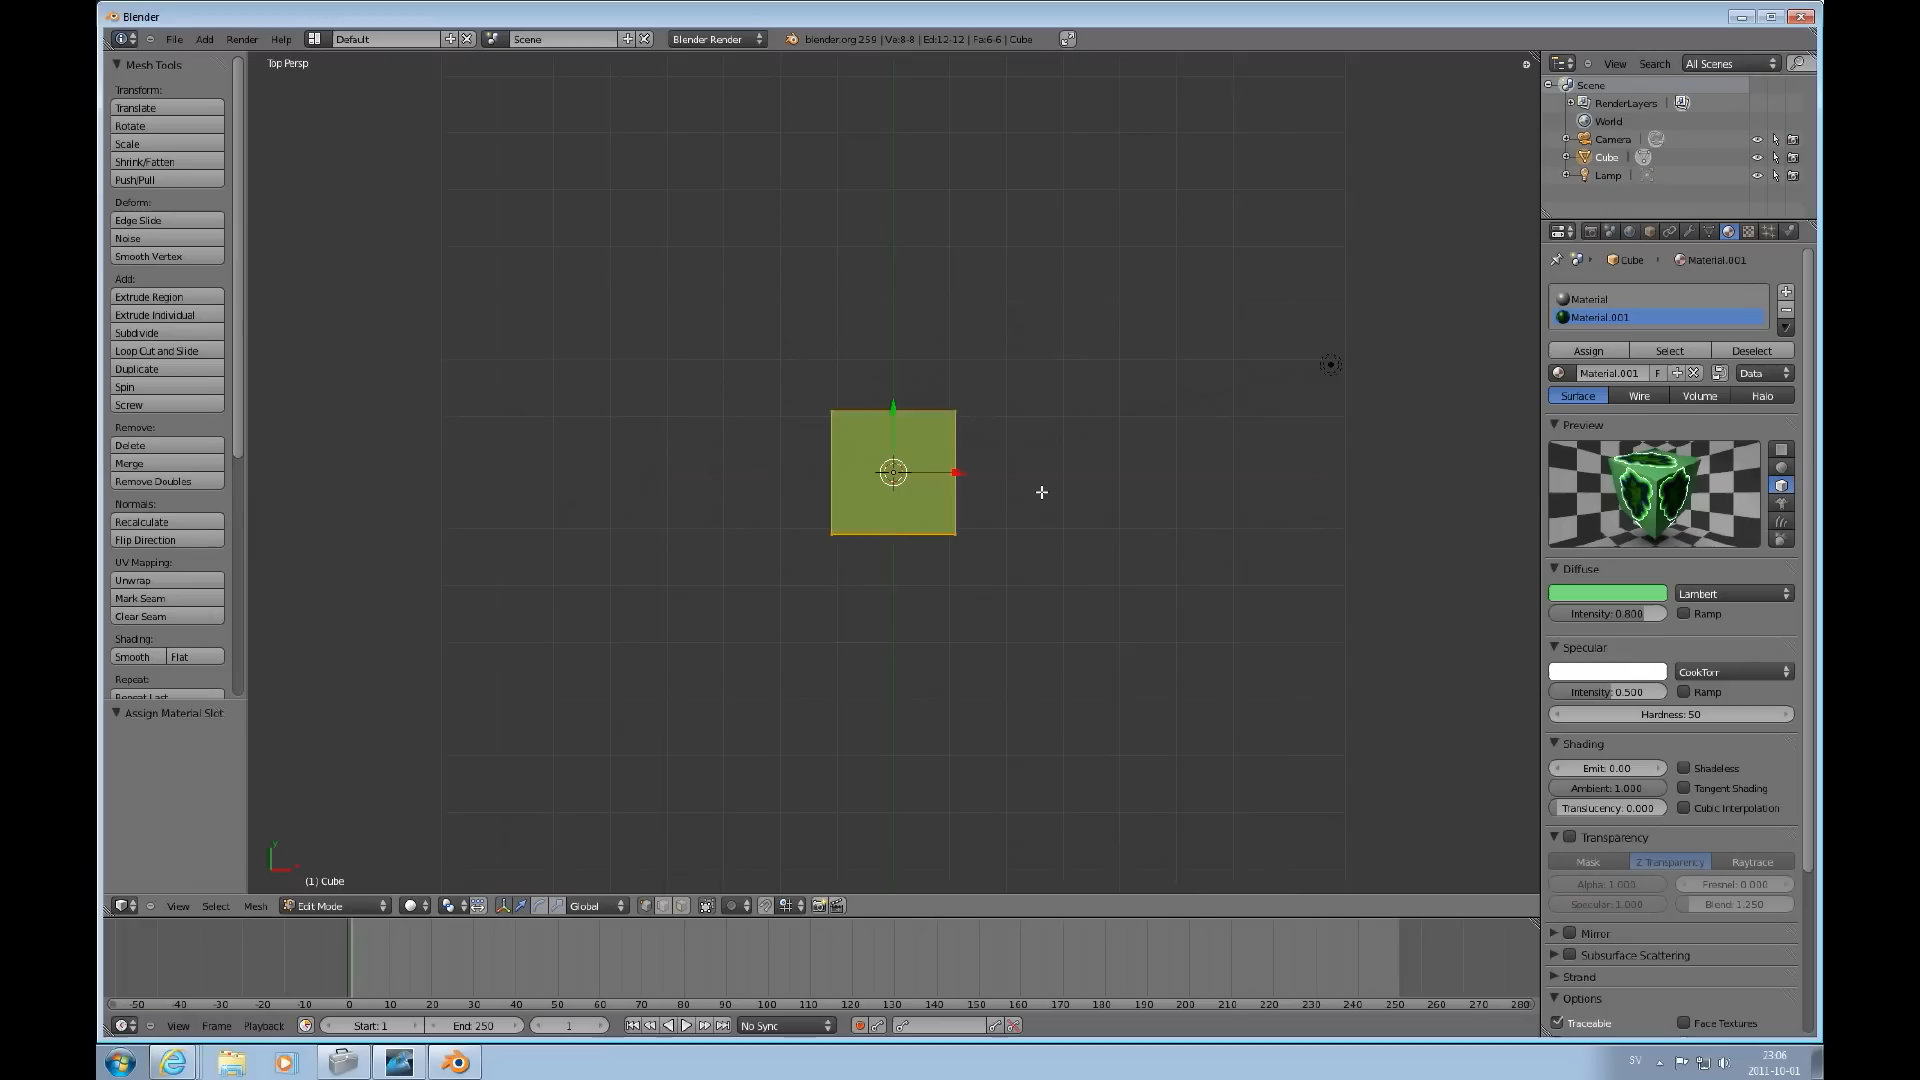 Blender
File Add Render Help Default Scene Blender Render blender.org 259 | Ve:8-8 | Ed:12-12 | Fa:6-6 | Cube
Mesh Tools
Transform:
Translate
Rotate
Scale
Shrink/Fatten
Push/Pull
Deform:
Edge Slide
Noise
Smooth Vertex
Add:
Extrude Region
Extrude Individual
Subdivide
Loop Cut and Slide
Duplicate
Spin
Screw
Remove:
Delete
Merge
Remove Doubles
Normals:
Recalculate
Flip Direction
UV Mapping:
Unwrap
Mark Seam
Clear Seam
Shading:
Smooth Flat
Repeat:
Repeat Last
Assign Material Slot
Top Persp
(1) Cube
View Select Mesh Edit Mode Global
-50 -40 -30 -20 -10 0 10 20 30 40 50 60 70 80 90 100 110 120 130 140 150 160 170 180 190 200 210 220 230 240 250 260 270 280
View Frame Playback Start: 1 End: 250 1 No Sync
View Search All Scenes
Scene
RenderLayers
World
Camera
Cube
Lamp
Cube Material.001
Material
Material.001
Assign Select Deselect
Material.001 F Data
Surface Wire Volume Halo
Preview
Diffuse
Lambert
Intensity: 0.800 Ramp
Specular
CookTorr
Intensity: 0.500 Ramp
Hardness: 50
Shading
Emit: 0.00 Shadeless
Ambient: 1.000 Tangent Shading
Translucency: 0.000 Cubic Interpolation
Transparency
Mask Z Transparency Raytrace
Alpha: 1.000 Fresnel: 0.000
Specular: 1.000 Blend: 1.250
Mirror
Subsurface Scattering
Strand
Options
Traceable Face Textures
SV 23:06
2011-10-01